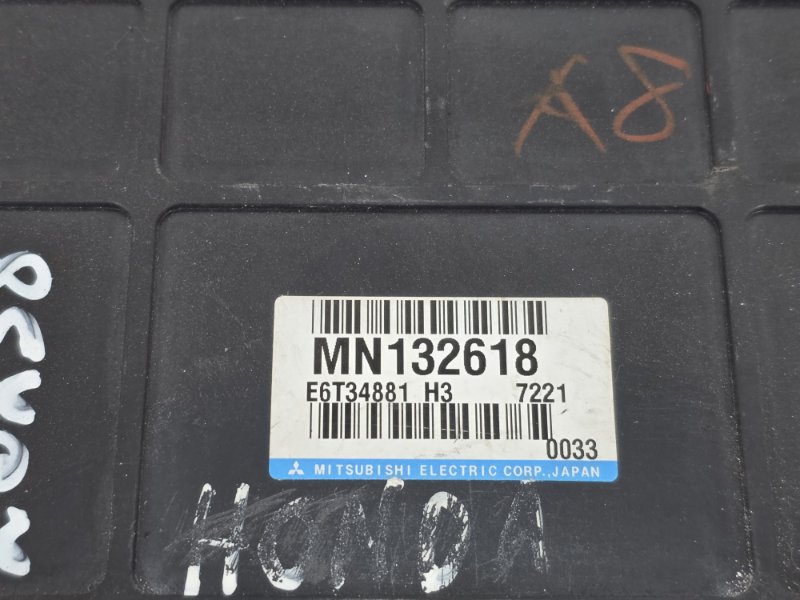 A8
MN132618
E6T34881 H3 7221
0033
MITSUBISHI ELECTRIC CORP., JAPAN
HONDA